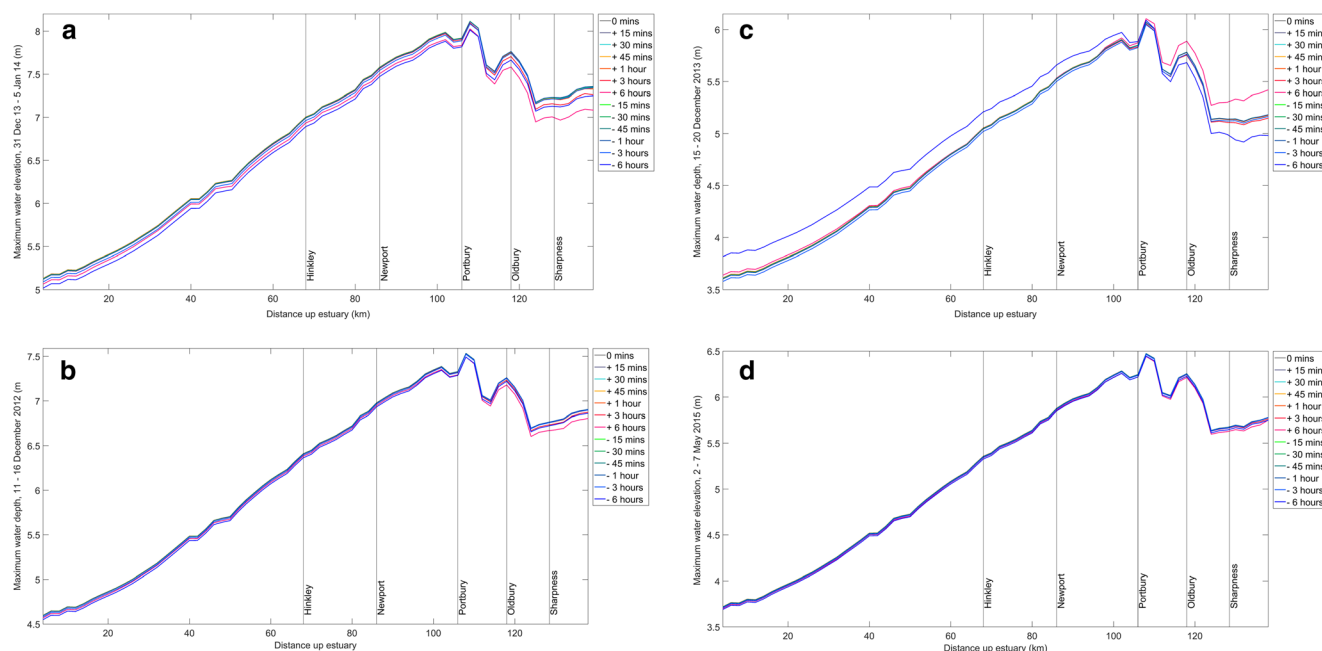 a
Maximum water elevation, 31 Dec 13 - 5 Jan 14 (m)
8
7.5
7
6.5
6
5.5
5
20
40
60
80
100
120
Hinkley
Newport
Portbury
Oldbury
Sharpness
Distance up estuary (km)
0 mins
+ 15 mins
+ 30 mins
+ 45 mins
+ 1 hour
+ 3 hours
+ 6 hours
- 15 mins
- 30 mins
- 45 mins
- 1 hour
- 3 hours
- 6 hours
c
Maximum water depth, 15 - 20 December 2013 (m)
6
5.5
5
4.5
4
3.5
20
40
60
80
100
120
Hinkley
Newport
Portbury
Oldbury
Sharpness
Distance up estuary
0 mins
+ 15 mins
+ 30 mins
+ 45 mins
+ 1 hour
+ 3 hours
+ 6 hours
- 15 mins
- 30 mins
- 45 mins
- 1 hour
- 3 hours
- 6 hours
b
Maximum water depth, 11 - 16 December 2012 (m
7.5
7
6.5
6
5.5
5
4.5
20
40
60
80
100
120
Hinkley
Newport
Portbury
Oldbury
Sharpness
Distance up estuary
0 mins
+ 15 mins
+ 30 mins
+ 45 mins
+ 1 hour
+ 3 hours
+ 6 hours
- 15 mins
- 30 mins
- 45 mins
- 1 hour
- 3 hours
- 6 hours
d
Maximum water elevation, 2 - 7 May 2015 (m)
6.5
6
5.5
5
4.5
4
3.5
20
40
60
80
100
120
Hinkley
Newport
Portbury
Oldbury
Sharpness
Distance up estuary (km)
0 mins
+ 15 mins
+ 30 mins
+ 45 mins
+ 1 hour
+ 3 hours
+ 6 hours
- 15 mins
- 30 mins
- 45 mins
- 1 hour
- 3 hours
- 6 hours